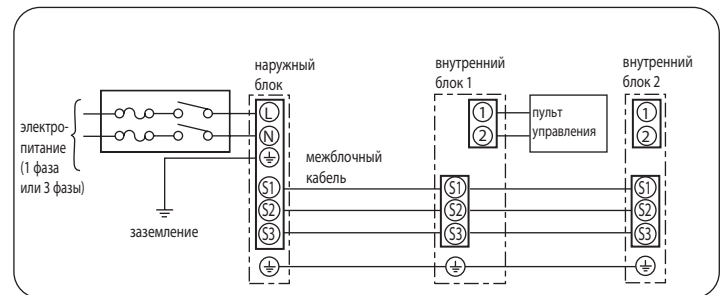 наружный
блок
внутренний
блок 1
внутренний
блок 2
электро-
питание
(1 фаза
или 3 фазы)
L
N
S1
S2
S3
заземление
межблочный
кабель
1
2
S1
S2
S3
пульт
управления
1
2
S1
S2
S3